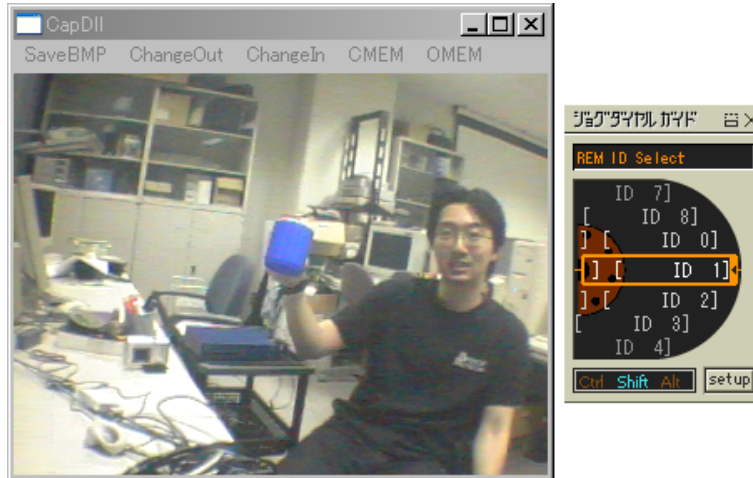 CapDll
SaveBMP ChangeOut ChangeIn CMEM OMEM
ジョグダイヤル ガイド
REM ID Select
ID 7]
[ ID 8]
] [ ID 0]
] [ ID 1]
] [ ID 2]
[ ID 3]
ID 4]
Ctrl Shift Alt setup